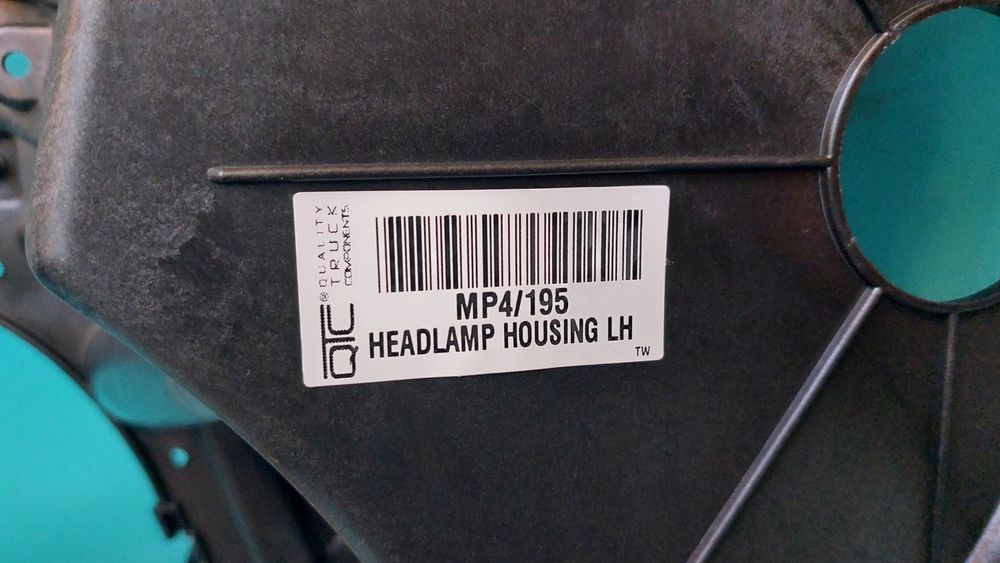 QTC®
QUALITY
TRUCK
COMPONENTS
MP4/195
HEADLAMP HOUSING LH
TW